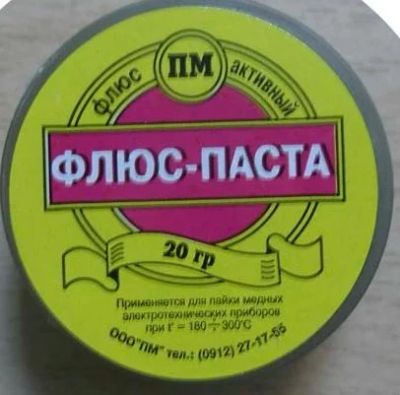 ПМ
флюс активный
ФЛЮС-ПАСТА
20 гр
Применяется для пайки медных
электротехнических приборов
при t° = 180 ÷ 300°С
ООО"ПМ" тел.: (0912) 27-17-55